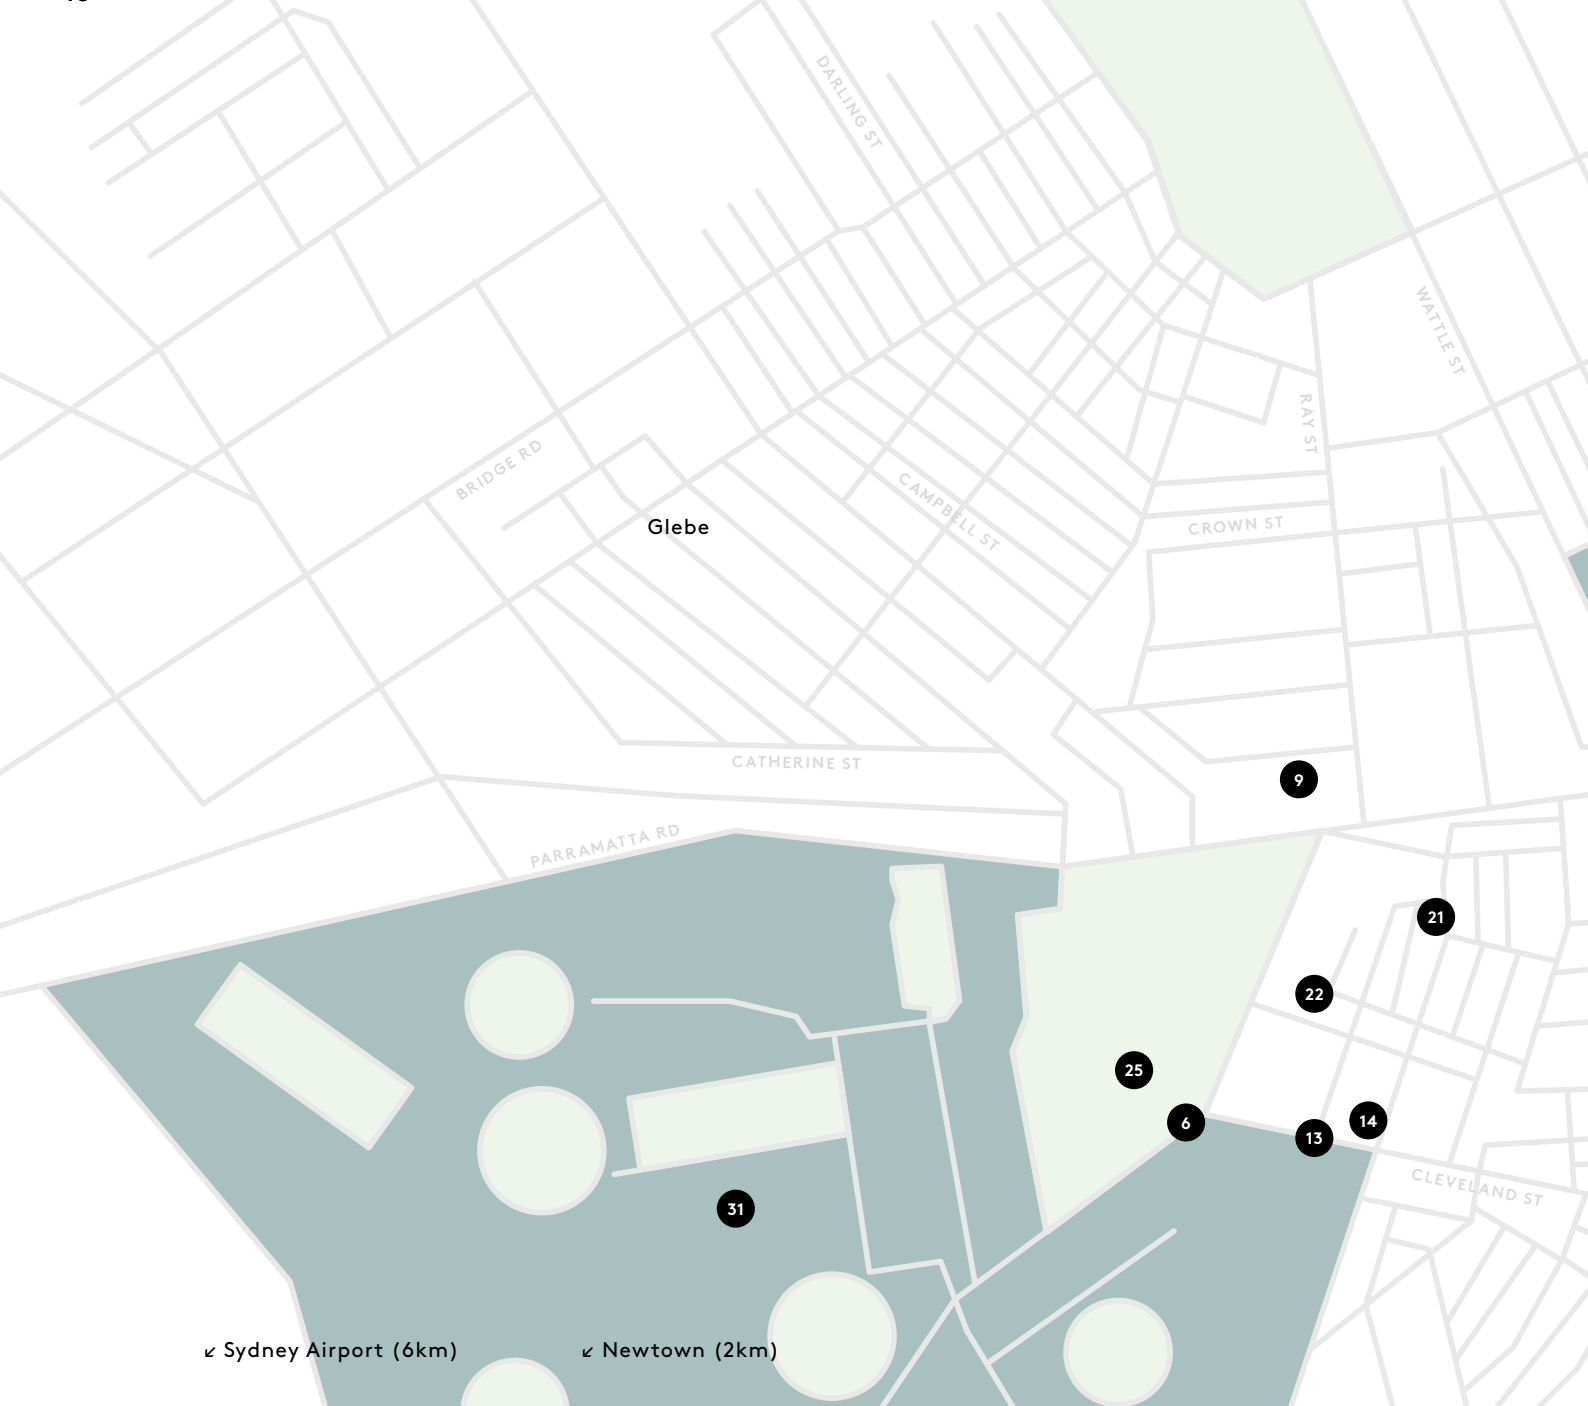 DARLING ST
WATTLE ST
RAY ST
BRIDGE RD
CAMPBELL ST
Glebe
CROWN ST
CATHERINE ST
9
PARRAMATTA RD
21
22
25
6
14
13
CLEVELAND ST
31
↙ Sydney Airport (6km)
↙ Newtown (2km)